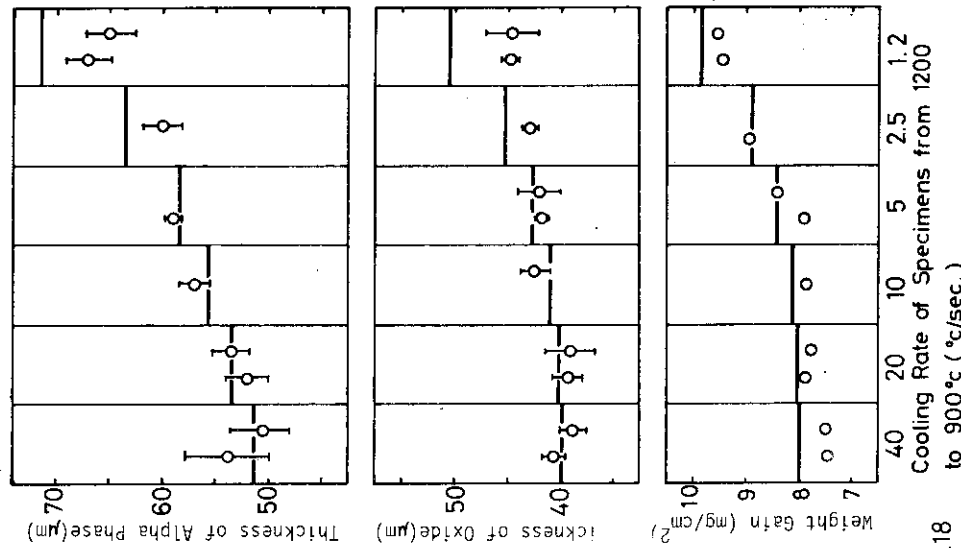 Thickness of Alpha Phase(μm)
70
60
50
ickness of Oxide(μm)
50
40
Weight Gain (mg/cm²)
10
9
8
7
40 20 10 5 2.5 1.2
Cooling Rate of Specimens from 1200
to 900°c (°c/sec.)
.18